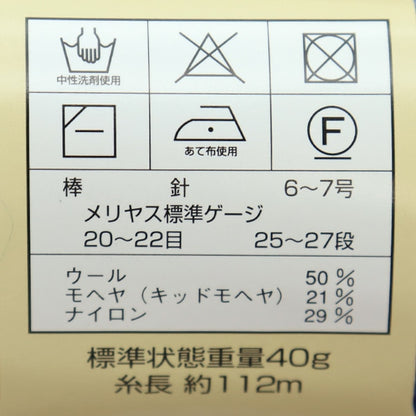 中性洗剤使用
あて布使用
F
棒 針 6～7号
メリヤス標準ゲージ
20～22目 25～27段
ウール 50%
モヘヤ（キッドモヘヤ） 21%
ナイロン 29%
標準状態重量40g
糸長 約112m